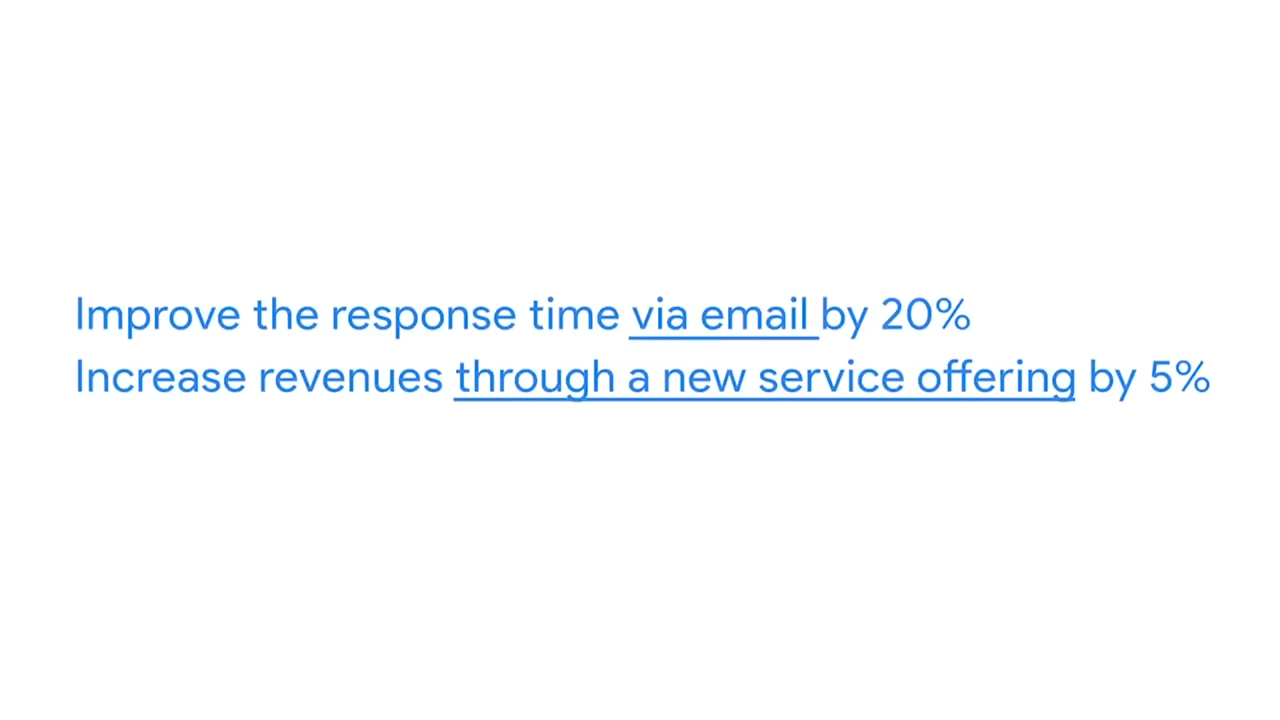 Improve the response time via email by 20%
Increase revenues through a new service offering by 5%